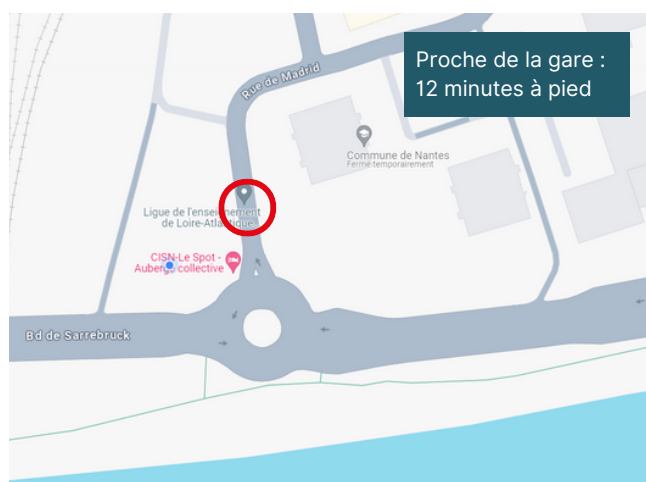 Proche de la gare :
12 minutes à pied
Rue de Madrid
Commune de Nantes
Fermé temporairement
Ligue de l'enseignement
de Loire-Atlantique
CISN-Le Spot -
Auberge collective
Bd de Sarrebruck